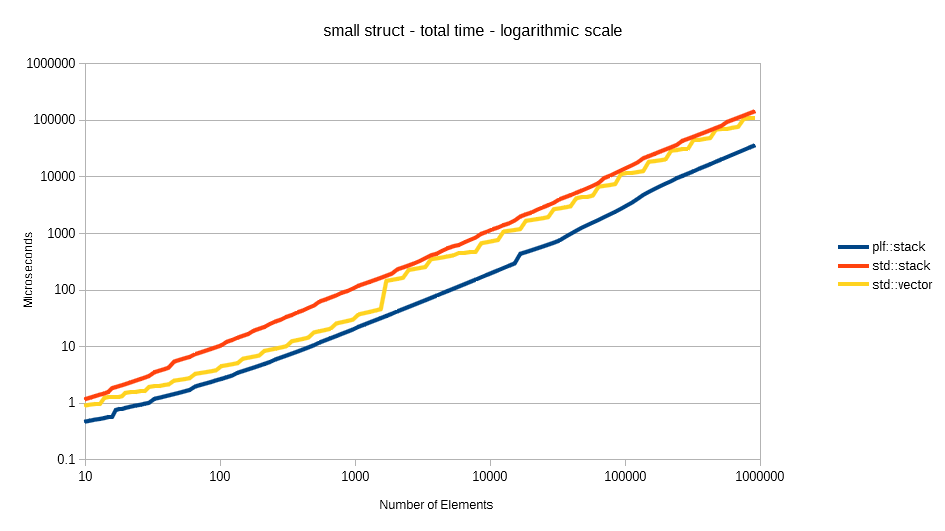 small struct - total time - logarithmic scale
1000000
100000
10000
1000
100
10
1
0.1
10 100 1000 10000 100000 1000000
Microseconds
Number of Elements
plf::stack
std::stack
std::vector